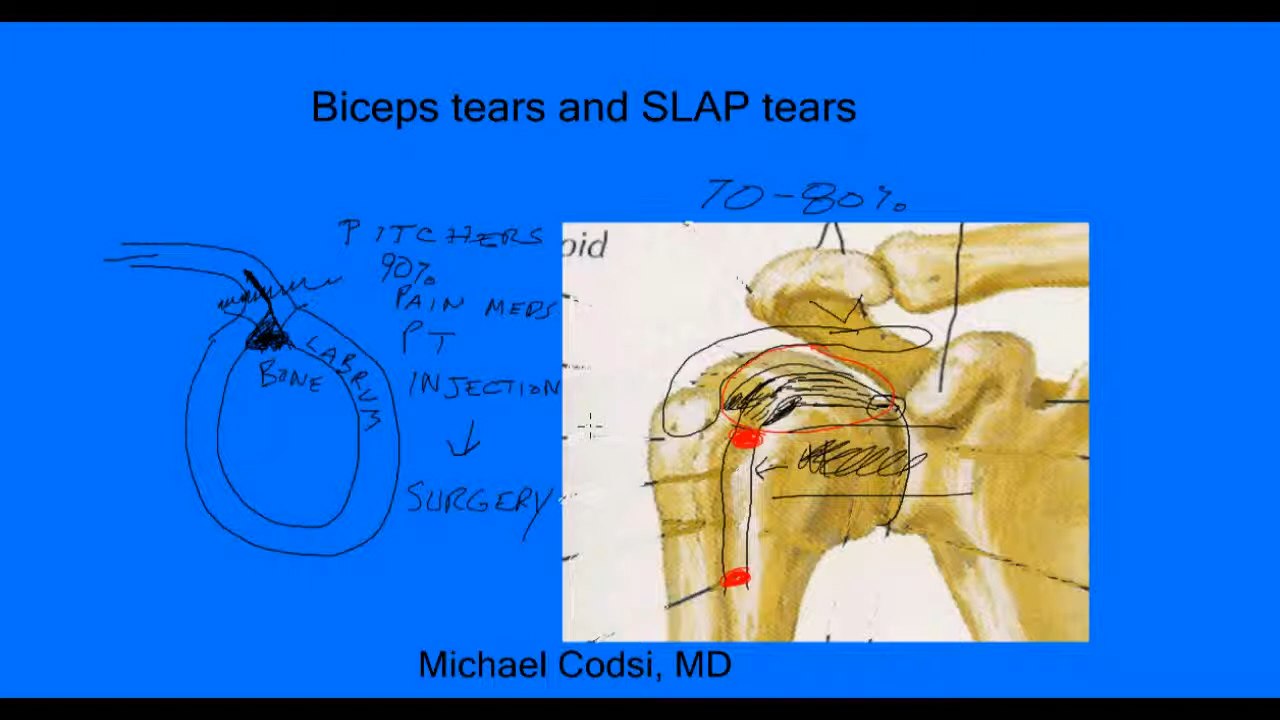 Biceps tears and SLAP tears
70-80%
PITCHERS
90%
PAIN MEDS
PT
INJECTION
SURGERY
LABRUM
BONE
oid
Michael Codsi, MD